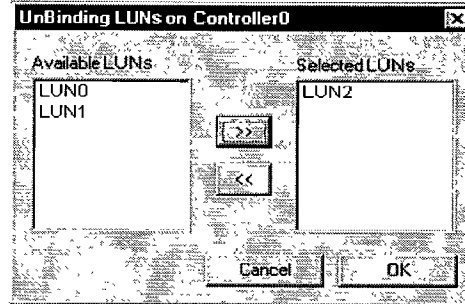 UnBinding LUNs on Controller0
Available LUNs
Selected LUNs
LUN0
LUN1
LUN2
>>
<<
Cancel
OK